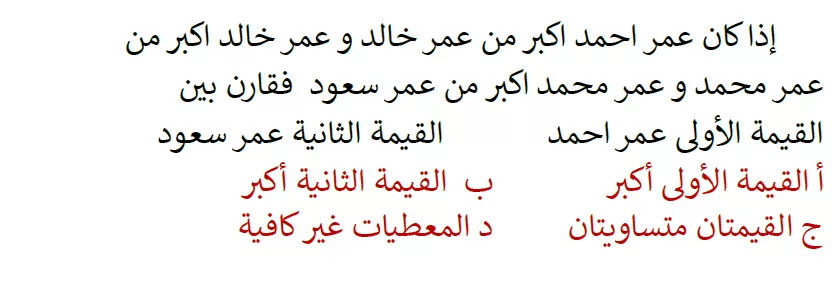 إذا كان عمر احمد اكبر من عمر خالد و عمر خالد اكبر من
عمر محمد و عمر محمد اكبر من عمر سعود فقارن بين
القيمة الأولى عمر احمد القيمة الثانية عمر سعود
أ القيمة الأولى أكبر ب القيمة الثانية أكبر
ج القيمتان متساويتان د المعطيات غير كافية